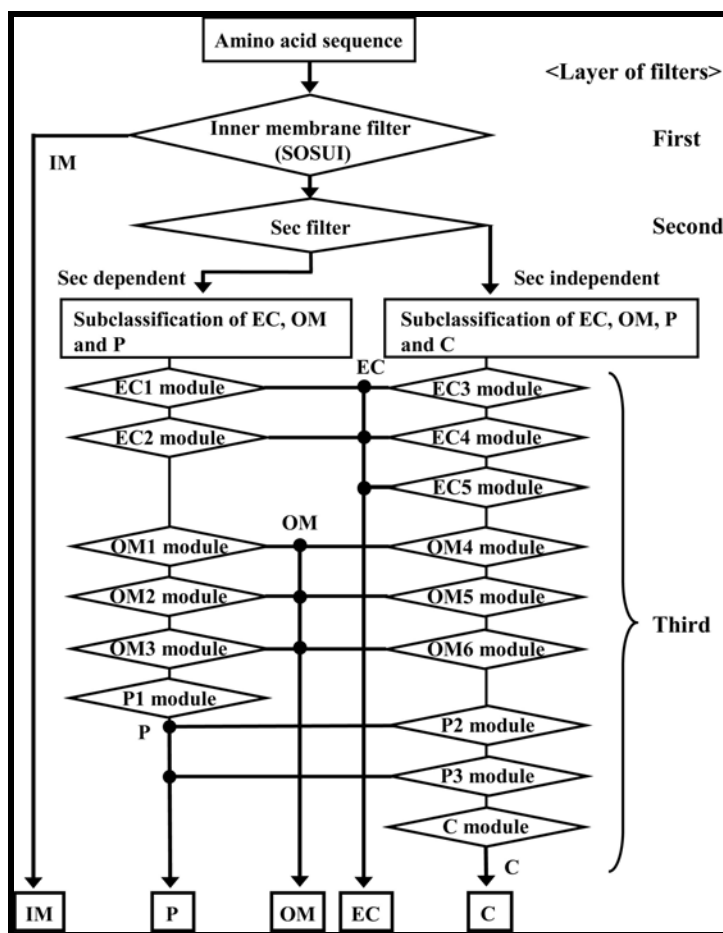 Amino acid sequence
<Layer of filters>
Inner membrane filter
(SOSUI)
First
IM
Sec filter
Second
Sec dependent
Sec independent
Subclassification of EC, OM
and P
Subclassification of EC, OM, P
and C
EC
EC1 module
EC3 module
EC2 module
EC4 module
EC5 module
OM
OM1 module
OM4 module
OM2 module
OM5 module
Third
OM3 module
OM6 module
P1 module
P
P2 module
P3 module
C module
C
IM
P
OM
EC
C